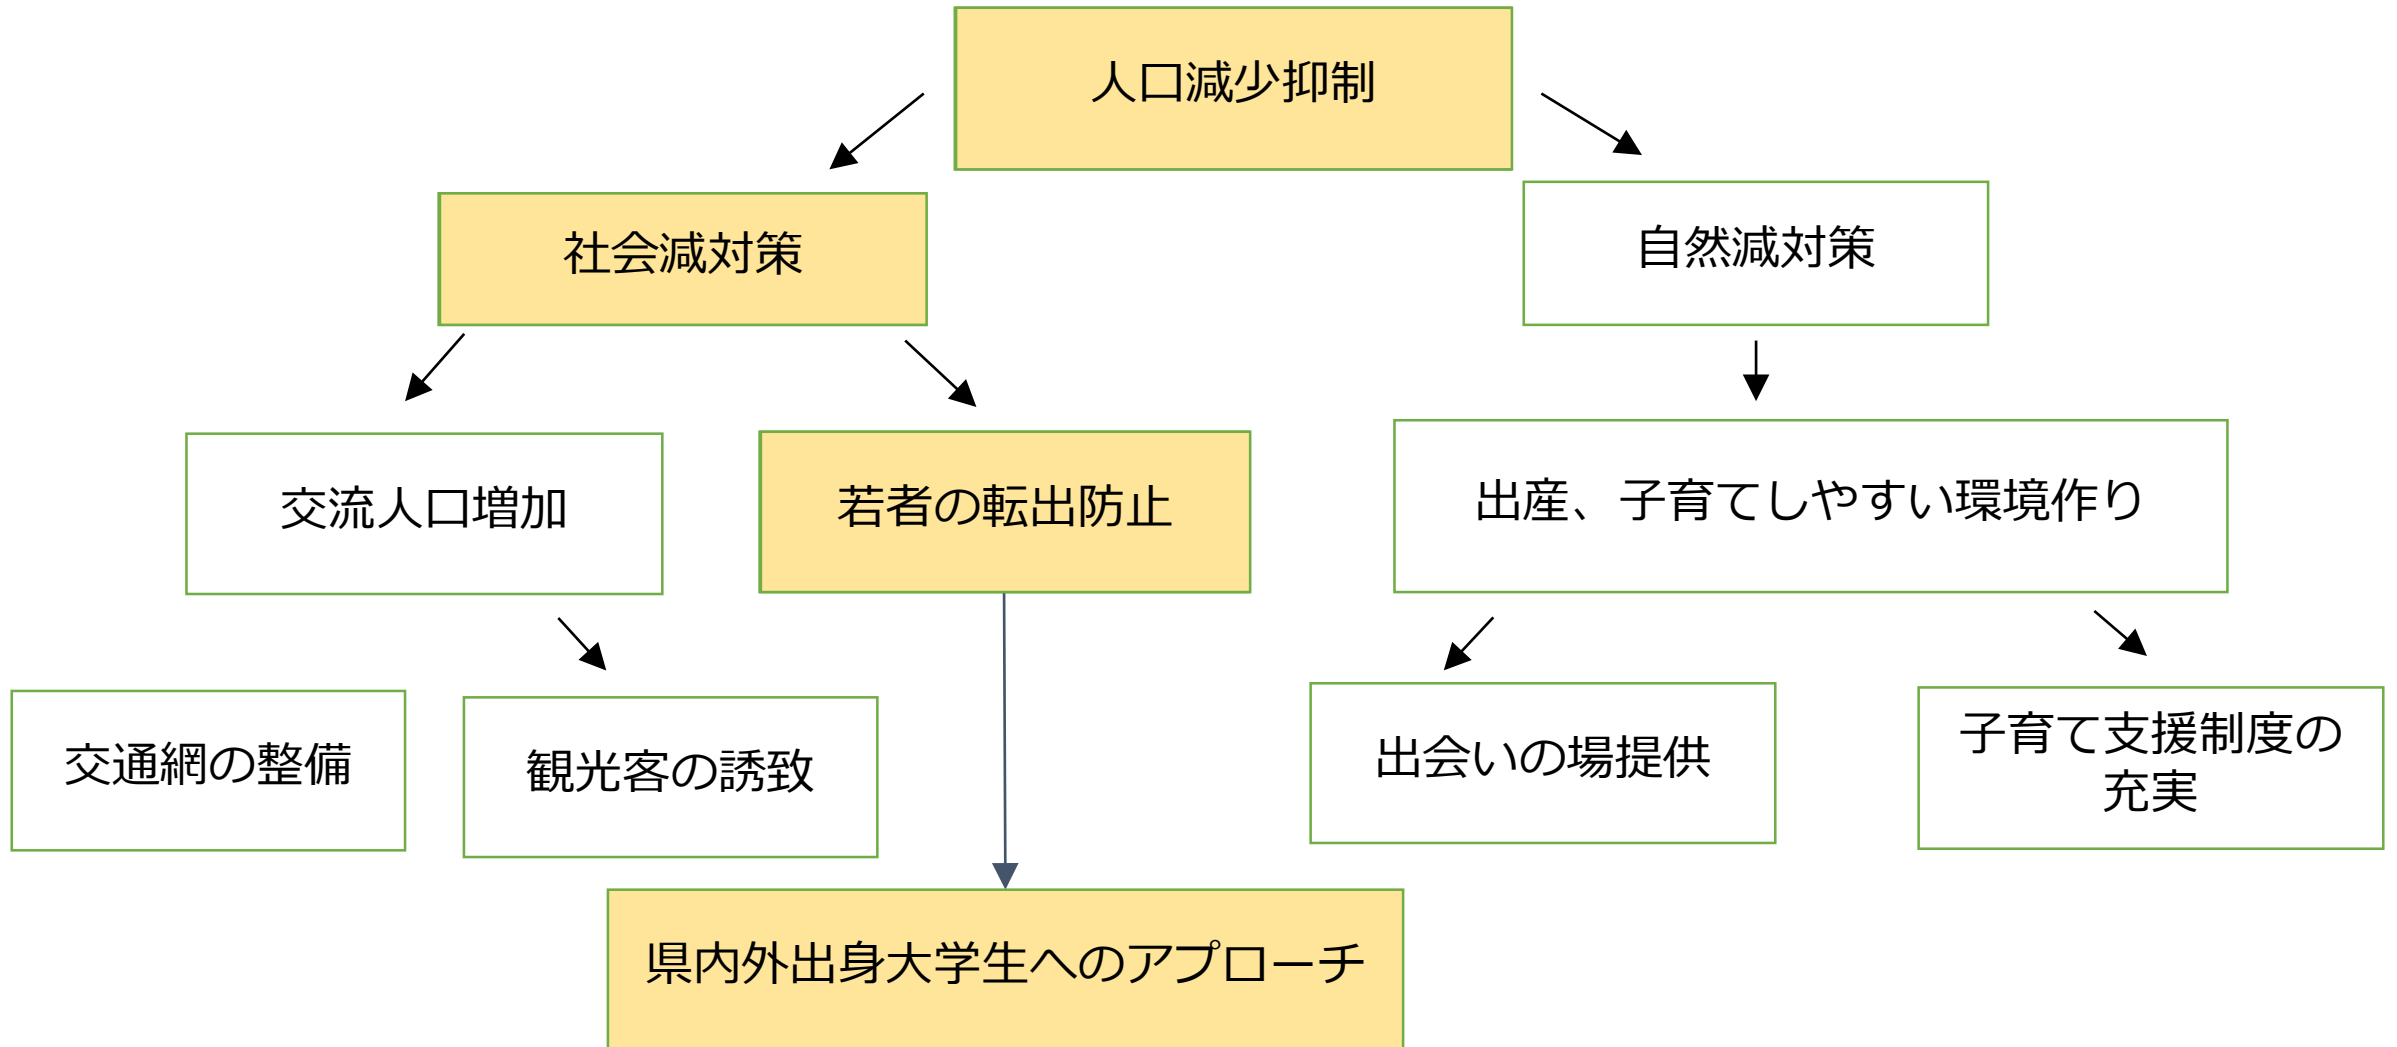 人口減少抑制
社会減対策
自然減対策
交流人口増加
若者の転出防止
出産、子育てしやすい環境作り
交通網の整備
観光客の誘致
出会いの場提供
子育て支援制度の
充実
県内外出身大学生へのアプローチ